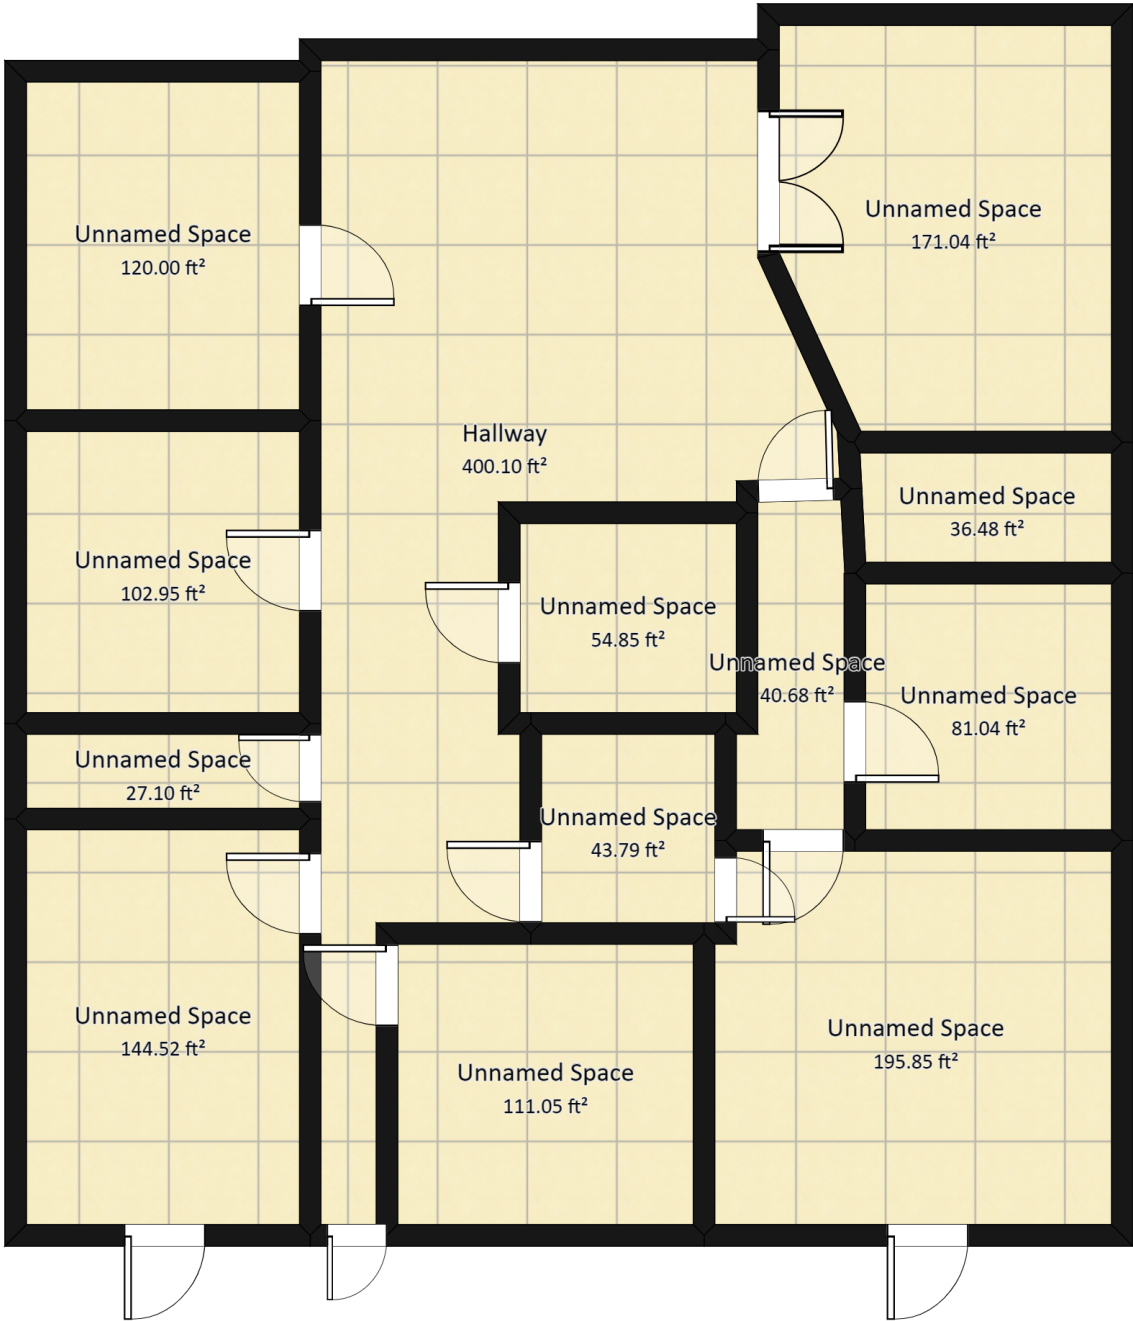 Unnamed Space
120.00 ft²
Unnamed Space
171.04 ft²
Hallway
400.10 ft²
Unnamed Space
36.48 ft²
Unnamed Space
102.95 ft²
Unnamed Space
54.85 ft²
Unnamed Space
40.68 ft²
Unnamed Space
81.04 ft²
Unnamed Space
27.10 ft²
Unnamed Space
43.79 ft²
Unnamed Space
144.52 ft²
Unnamed Space
195.85 ft²
Unnamed Space
111.05 ft²